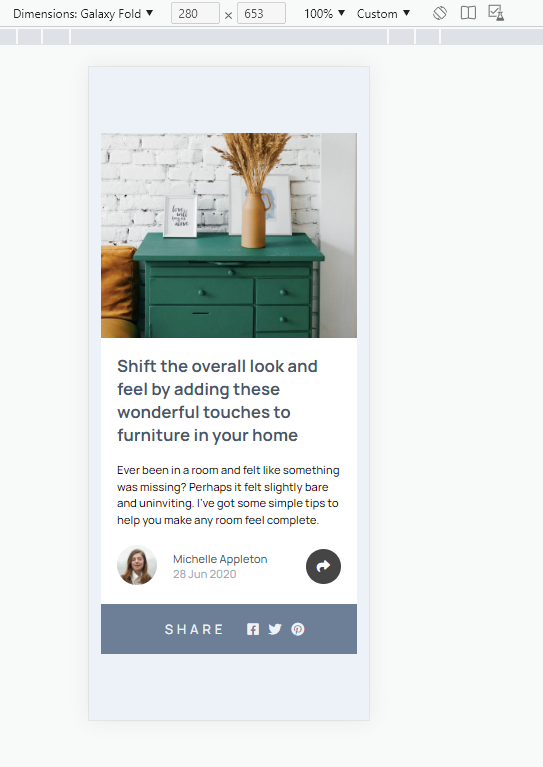 Dimensions: Galaxy Fold ▼ 280 × 653 100% ▼ Custom ▼
love
will
Shift the overall look and
feel by adding these
wonderful touches to
furniture in your home
Ever been in a room and felt like something
was missing? Perhaps it felt slightly bare
and uninviting. I've got some simple tips to
help you make any room feel complete.
Michelle Appleton
28 Jun 2020
SHARE